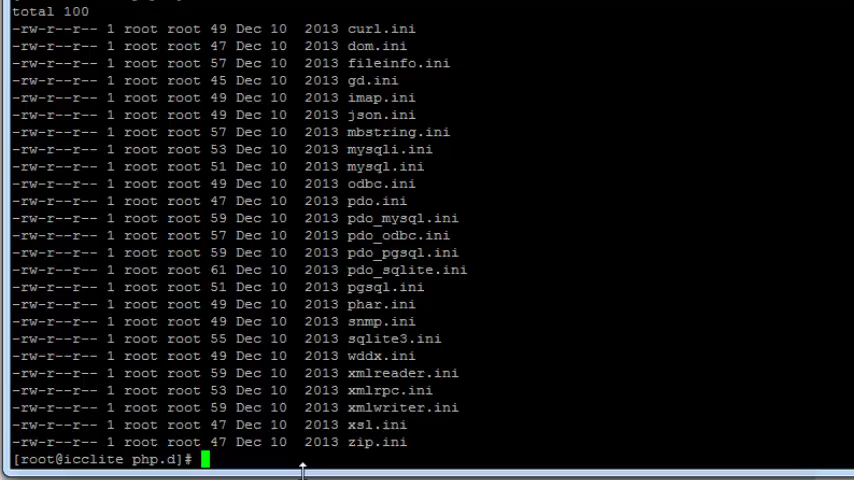 total 100
-rw-r--r-- 1 root root 49 Dec 10  2013 curl.ini
-rw-r--r-- 1 root root 47 Dec 10  2013 dom.ini
-rw-r--r-- 1 root root 57 Dec 10  2013 fileinfo.ini
-rw-r--r-- 1 root root 45 Dec 10  2013 gd.ini
-rw-r--r-- 1 root root 49 Dec 10  2013 imap.ini
-rw-r--r-- 1 root root 49 Dec 10  2013 json.ini
-rw-r--r-- 1 root root 57 Dec 10  2013 mbstring.ini
-rw-r--r-- 1 root root 53 Dec 10  2013 mysqli.ini
-rw-r--r-- 1 root root 51 Dec 10  2013 mysql.ini
-rw-r--r-- 1 root root 49 Dec 10  2013 odbc.ini
-rw-r--r-- 1 root root 47 Dec 10  2013 pdo.ini
-rw-r--r-- 1 root root 59 Dec 10  2013 pdo_mysql.ini
-rw-r--r-- 1 root root 57 Dec 10  2013 pdo_odbc.ini
-rw-r--r-- 1 root root 59 Dec 10  2013 pdo_pgsql.ini
-rw-r--r-- 1 root root 61 Dec 10  2013 pdo_sqlite.ini
-rw-r--r-- 1 root root 51 Dec 10  2013 pgsql.ini
-rw-r--r-- 1 root root 49 Dec 10  2013 phar.ini
-rw-r--r-- 1 root root 49 Dec 10  2013 snmp.ini
-rw-r--r-- 1 root root 55 Dec 10  2013 sqlite3.ini
-rw-r--r-- 1 root root 49 Dec 10  2013 wddx.ini
-rw-r--r-- 1 root root 59 Dec 10  2013 xmlreader.ini
-rw-r--r-- 1 root root 53 Dec 10  2013 xmlrpc.ini
-rw-r--r-- 1 root root 59 Dec 10  2013 xmlwriter.ini
-rw-r--r-- 1 root root 47 Dec 10  2013 xsl.ini
-rw-r--r-- 1 root root 47 Dec 10  2013 zip.ini
[root@icclite php.d]#